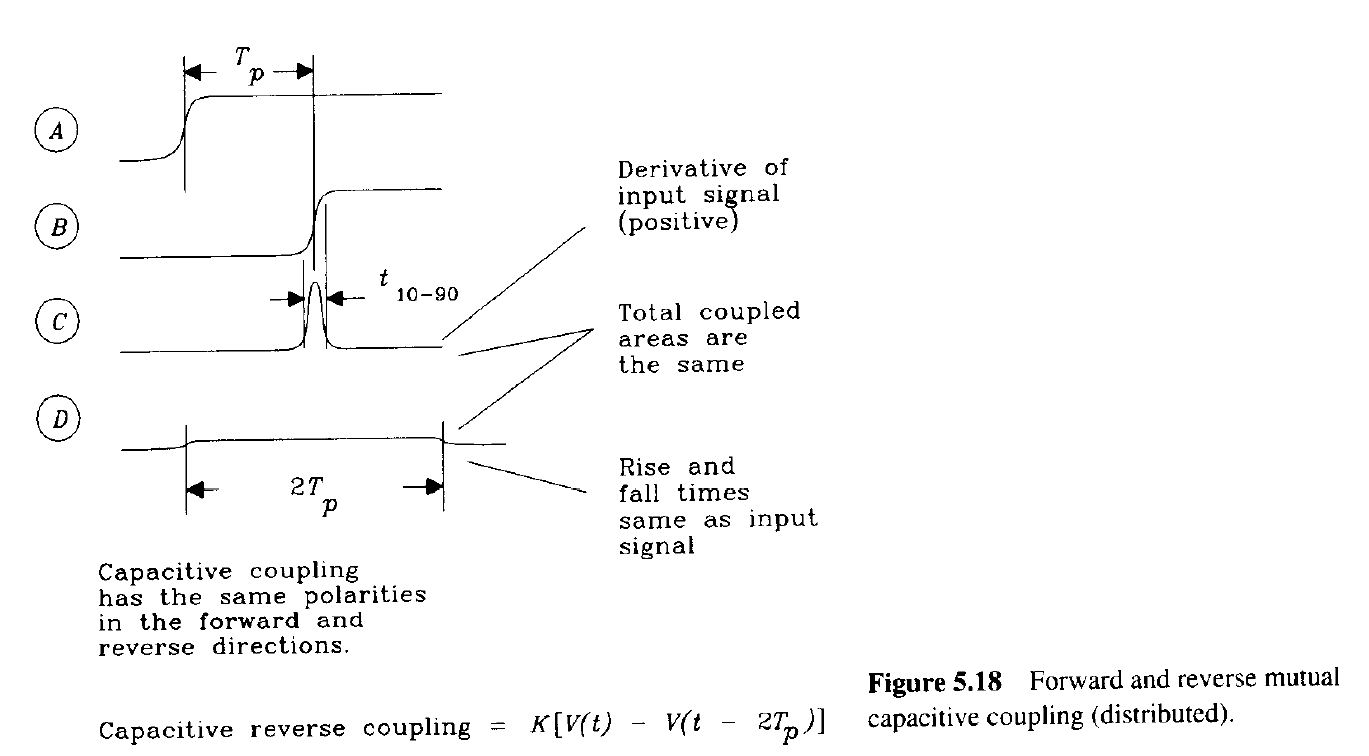 T
p
A
B
t
10-90
C
D
2T
p
Derivative of
input signal
(positive)
Total coupled
areas are
the same
Rise and
fall times
same as input
signal
Capacitive coupling
has the same polarities
in the forward and
reverse directions.
Capacitive reverse coupling = K[V(t) - V(t - 2Tp)]
Figure 5.18 Forward and reverse mutual
capacitive coupling (distributed).